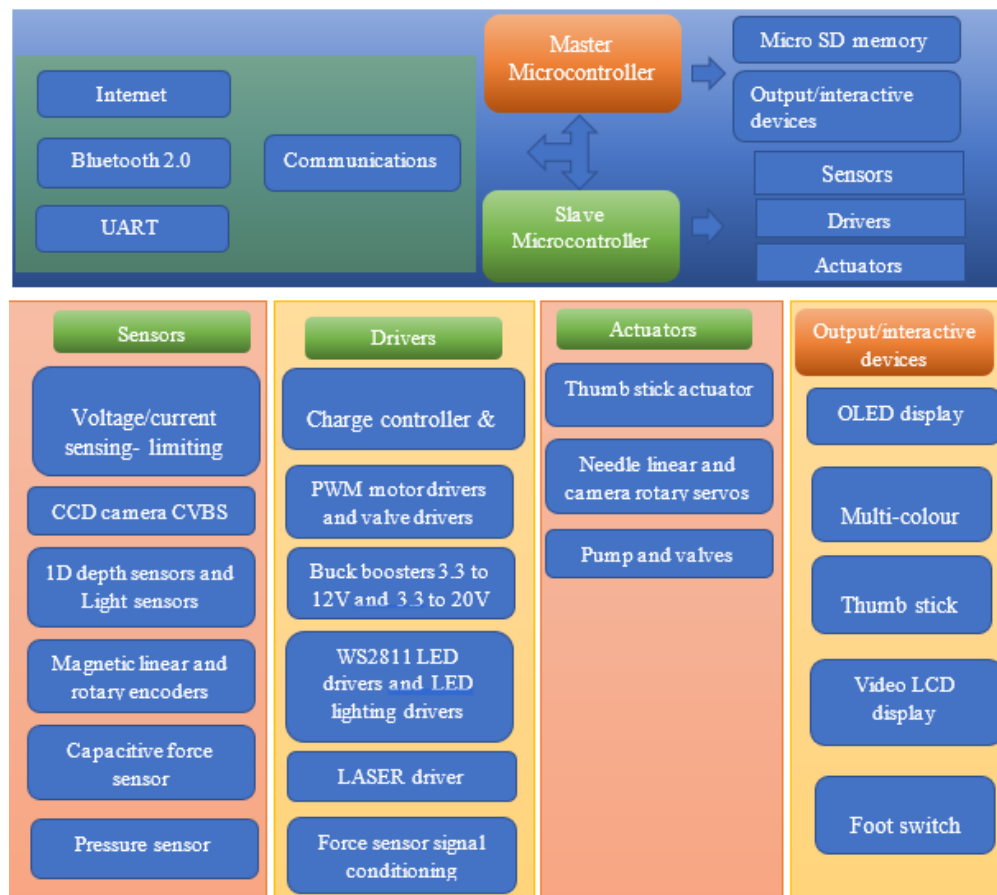 Master
Microcontroller
Micro SD memory
Output/interactive
devices
Internet
Bluetooth 2.0
UART
Communications
Slave
Microcontroller
Sensors
Drivers
Actuators
Sensors
Voltage/current
sensing- limiting
CCD camera CVBS
1D depth sensors and
Light sensors
Magnetic linear and
rotary encoders
Capacitive force
sensor
Pressure sensor
Drivers
Charge controller &
PWM motor drivers
and valve drivers
Buck boosters 3.3 to
12V and 3.3 to 20V
WS2811 LED
drivers and LED
lighting drivers
LASER driver
Force sensor signal
conditioning
Actuators
Thumb stick actuator
Needle linear and
camera rotary servos
Pump and valves
Output/interactive
devices
OLED display
Multi-colour
Thumb stick
Video LCD
display
Foot switch